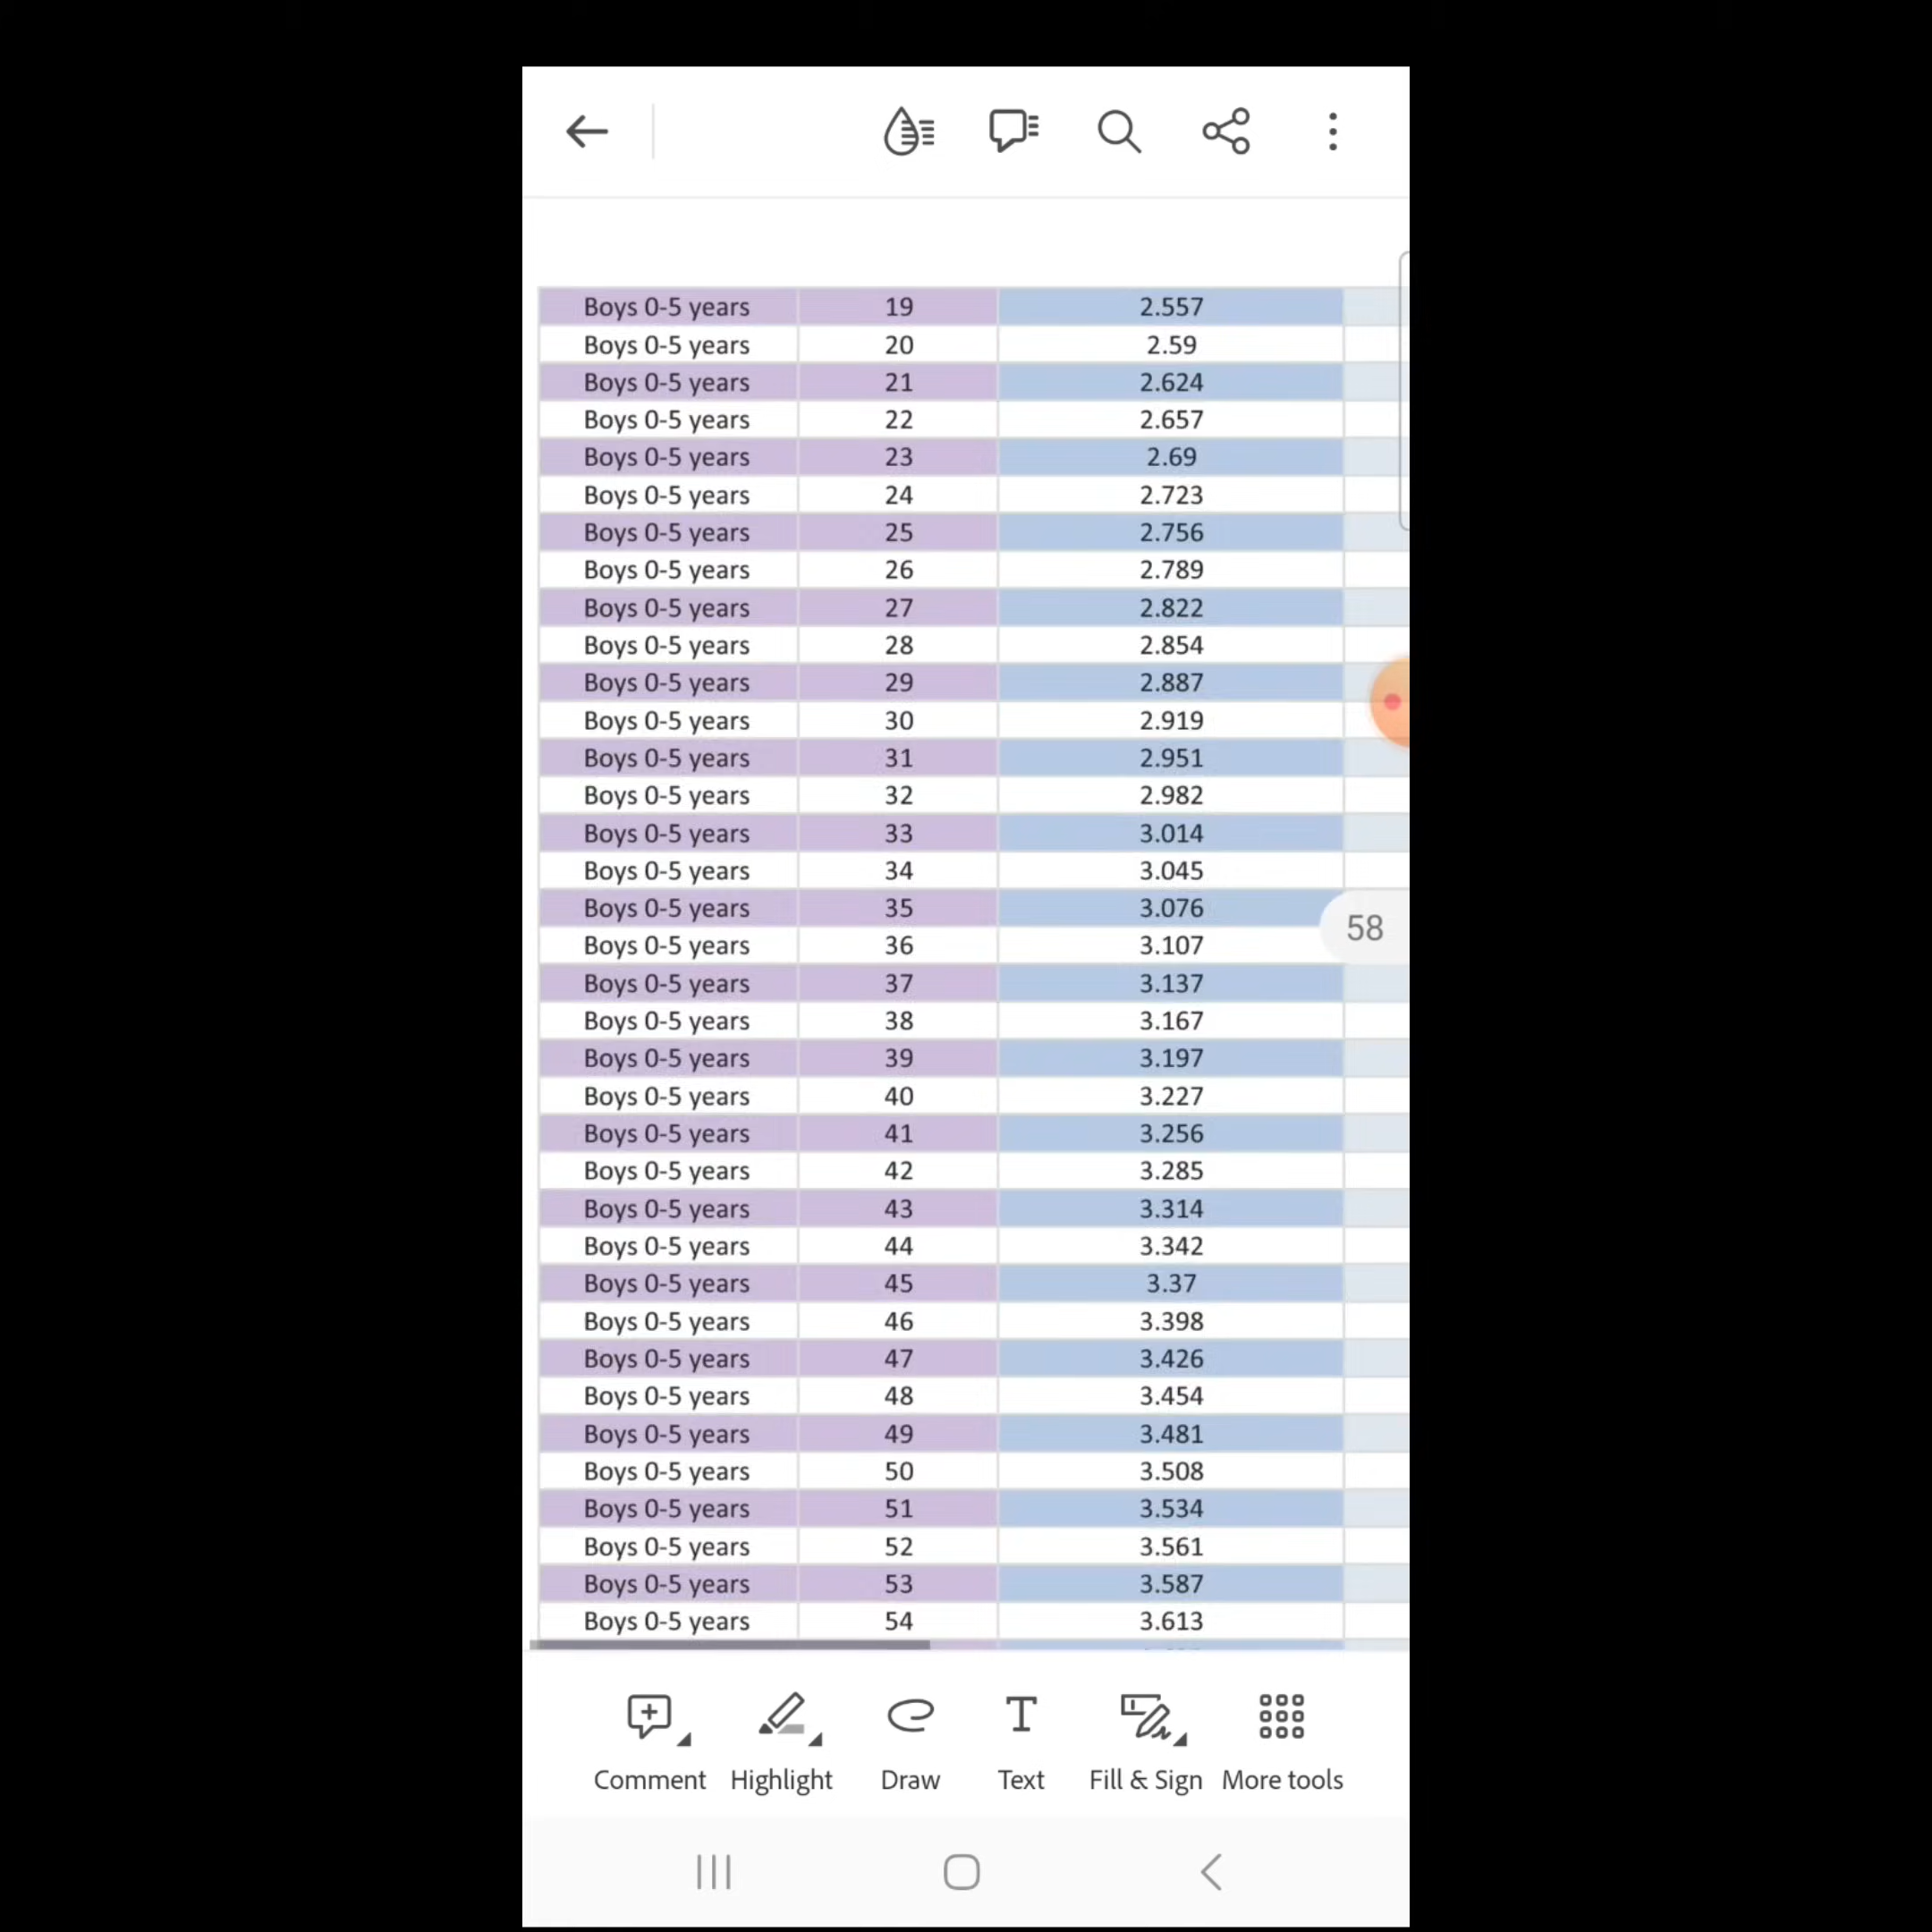 Boys 0-5 years 19 2.557
Boys 0-5 years 20 2.59
Boys 0-5 years 21 2.624
Boys 0-5 years 22 2.657
Boys 0-5 years 23 2.69
Boys 0-5 years 24 2.723
Boys 0-5 years 25 2.756
Boys 0-5 years 26 2.789
Boys 0-5 years 27 2.822
Boys 0-5 years 28 2.854
Boys 0-5 years 29 2.887
Boys 0-5 years 30 2.919
Boys 0-5 years 31 2.951
Boys 0-5 years 32 2.982
Boys 0-5 years 33 3.014
Boys 0-5 years 34 3.045
Boys 0-5 years 35 3.076
58
Boys 0-5 years 36 3.107
Boys 0-5 years 37 3.137
Boys 0-5 years 38 3.167
Boys 0-5 years 39 3.197
Boys 0-5 years 40 3.227
Boys 0-5 years 41 3.256
Boys 0-5 years 42 3.285
Boys 0-5 years 43 3.314
Boys 0-5 years 44 3.342
Boys 0-5 years 45 3.37
Boys 0-5 years 46 3.398
Boys 0-5 years 47 3.426
Boys 0-5 years 48 3.454
Boys 0-5 years 49 3.481
Boys 0-5 years 50 3.508
Boys 0-5 years 51 3.534
Boys 0-5 years 52 3.561
Boys 0-5 years 53 3.587
Boys 0-5 years 54 3.613
Comment Highlight Draw Text Fill & Sign More tools